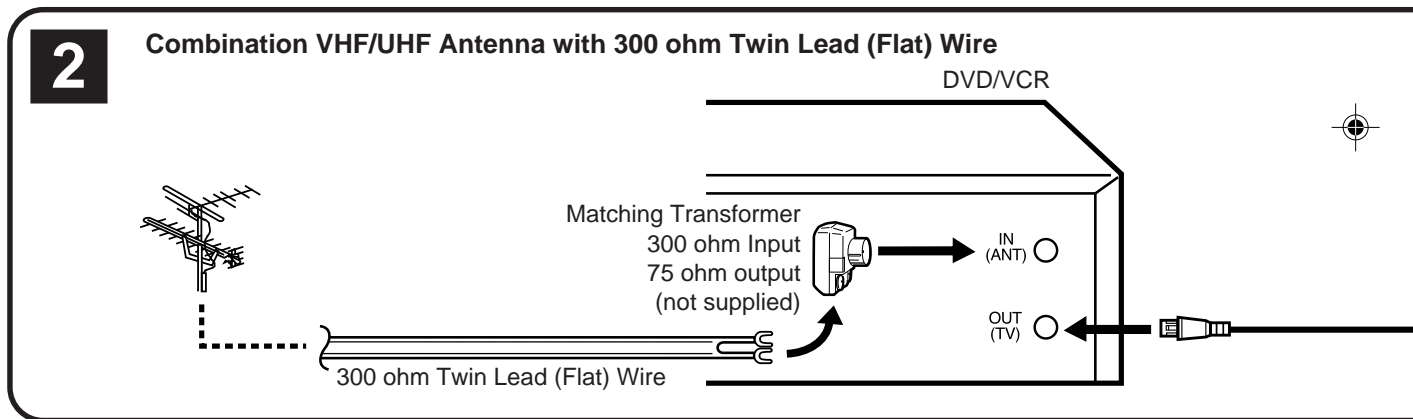 2
Combination VHF/UHF Antenna with 300 ohm Twin Lead (Flat) Wire
DVD/VCR
Matching Transformer
300 ohm Input
75 ohm output
(not supplied)
IN
(ANT)
OUT
(TV)
300 ohm Twin Lead (Flat) Wire